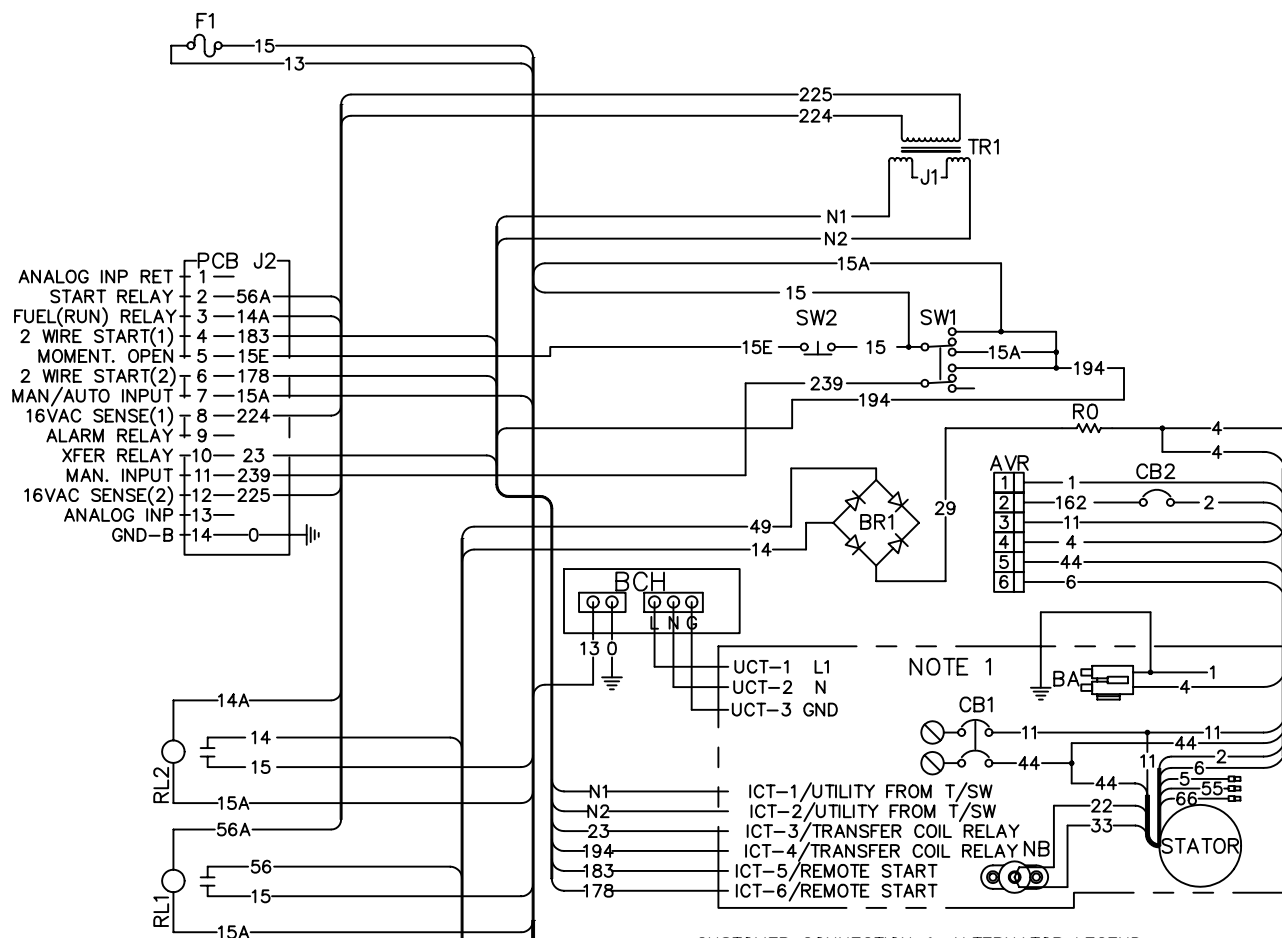 F1
15
13
225
224
TR1
J1
N1
N2
15A
15
PCB J2
ANALOG INP RET 1
START RELAY 2 56A
FUEL(RUN) RELAY 3 14A
2 WIRE START(1) 4 183
MOMENT. OPEN 5 15E
2 WIRE START(2) 6 178
MAN/AUTO INPUT 7 15A
16VAC SENSE(1) 8 224
ALARM RELAY 9
XFER RELAY 10 23
MAN. INPUT 11 239
16VAC SENSE(2) 12 225
ANALOG INP 13
GND-B 14 0
SW2 SW1
15E 15
15A
194
239
194
R0
4
4
AVR
1 1
2 162 CB2 2
3 11
4 4
5 44
6 6
49
14
BR1
29
BCH
L N G
13 0
UCT-1 L1
UCT-2 N
UCT-3 GND
NOTE 1
BA
1
4
CB1
11 11
44 44
11
44
2
6
5
55
66
22
33
STATOR
NB
14A
14
15
RL2
15A
56A
56
15
RL1
15A
N1 ICT-1/UTILITY FROM T/SW
N2 ICT-2/UTILITY FROM T/SW
23 ICT-3/TRANSFER COIL RELAY
194 ICT-4/TRANSFER COIL RELAY
183 ICT-5/REMOTE START
178 ICT-6/REMOTE START